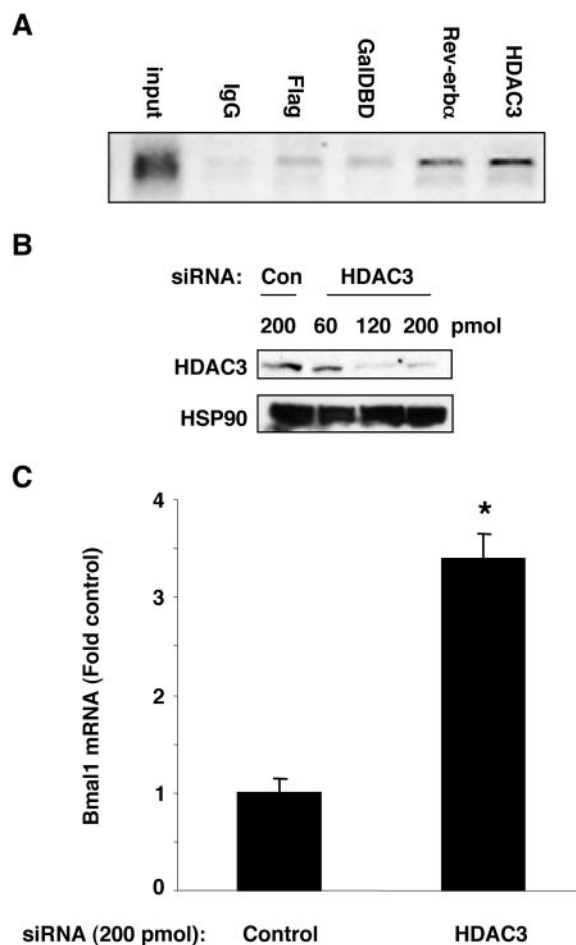 A
input IgG Flag GalDBD Rev-erbα HDAC3
B
siRNA: Con HDAC3
200 60 120 200 pmol
HDAC3
HSP90
C
Bmal1 mRNA (Fold control)
4
3
2
1
0
*
siRNA (200 pmol): Control HDAC3